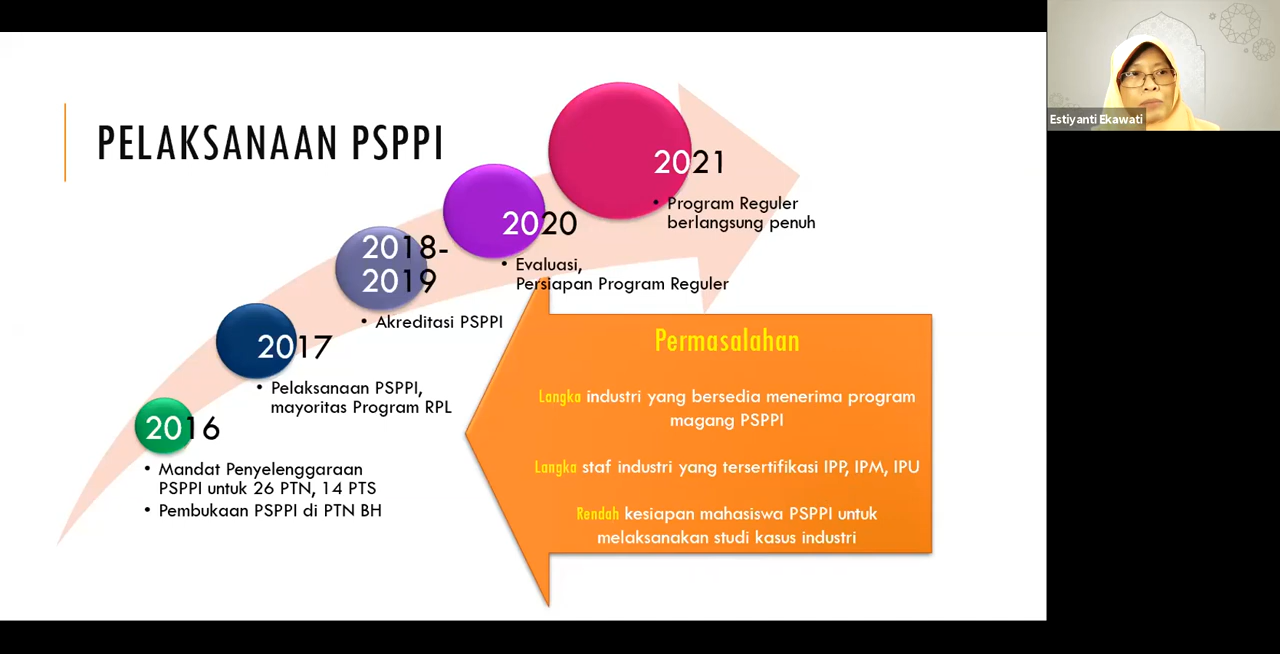 PELAKSANAAN PSPPI
2016
• Mandat Penyelenggaraan
PSPPI untuk 26 PTN, 14 PTS
• Pembukaan PSPPI di PTN BH
2017
• Pelaksanaan PSPPI,
mayoritas Program RPL
2018-
2019
• Akreditasi PSPPI
2020
• Evaluasi,
Persiapan Program Reguler
2021
• Program Reguler
berlangsung penuh
Permasalahan
Langka industri yang bersedia menerima program
magang PSPPI
Langka staf industri yang tersertifikasi IPP, IPM, IPU
Rendah kesiapan mahasiswa PSPPI untuk
melaksanakan studi kasus industri
Estiyanti Ekawati